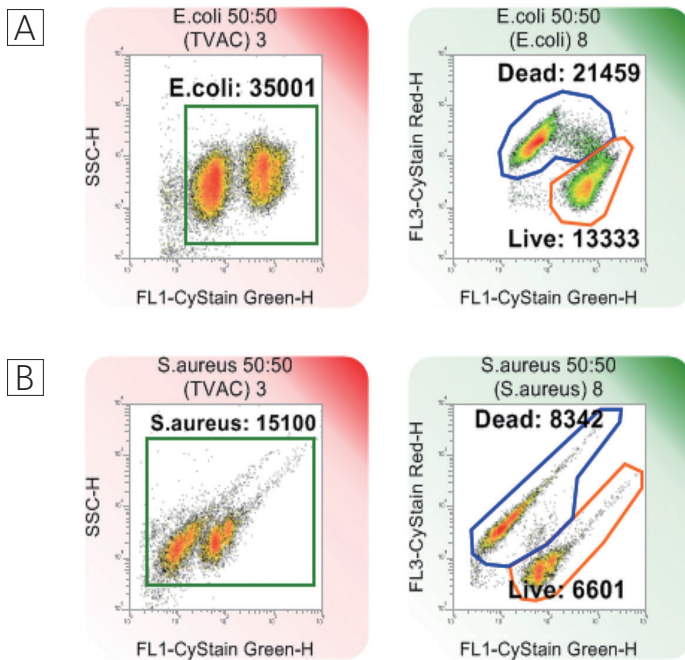 A
E.coli 50:50
(TVAC) 3
E.coli: 35001
SSC-H
FL1-CyStain Green-H
E.coli 50:50
(E.coli) 8
Dead: 21459
FL3-CyStain Red-H
Live: 13333
FL1-CyStain Green-H
B
S.aureus 50:50
(TVAC) 3
S.aureus: 15100
SSC-H
FL1-CyStain Green-H
S.aureus 50:50
(S.aureus) 8
Dead: 8342
FL3-CyStain Red-H
Live: 6601
FL1-CyStain Green-H